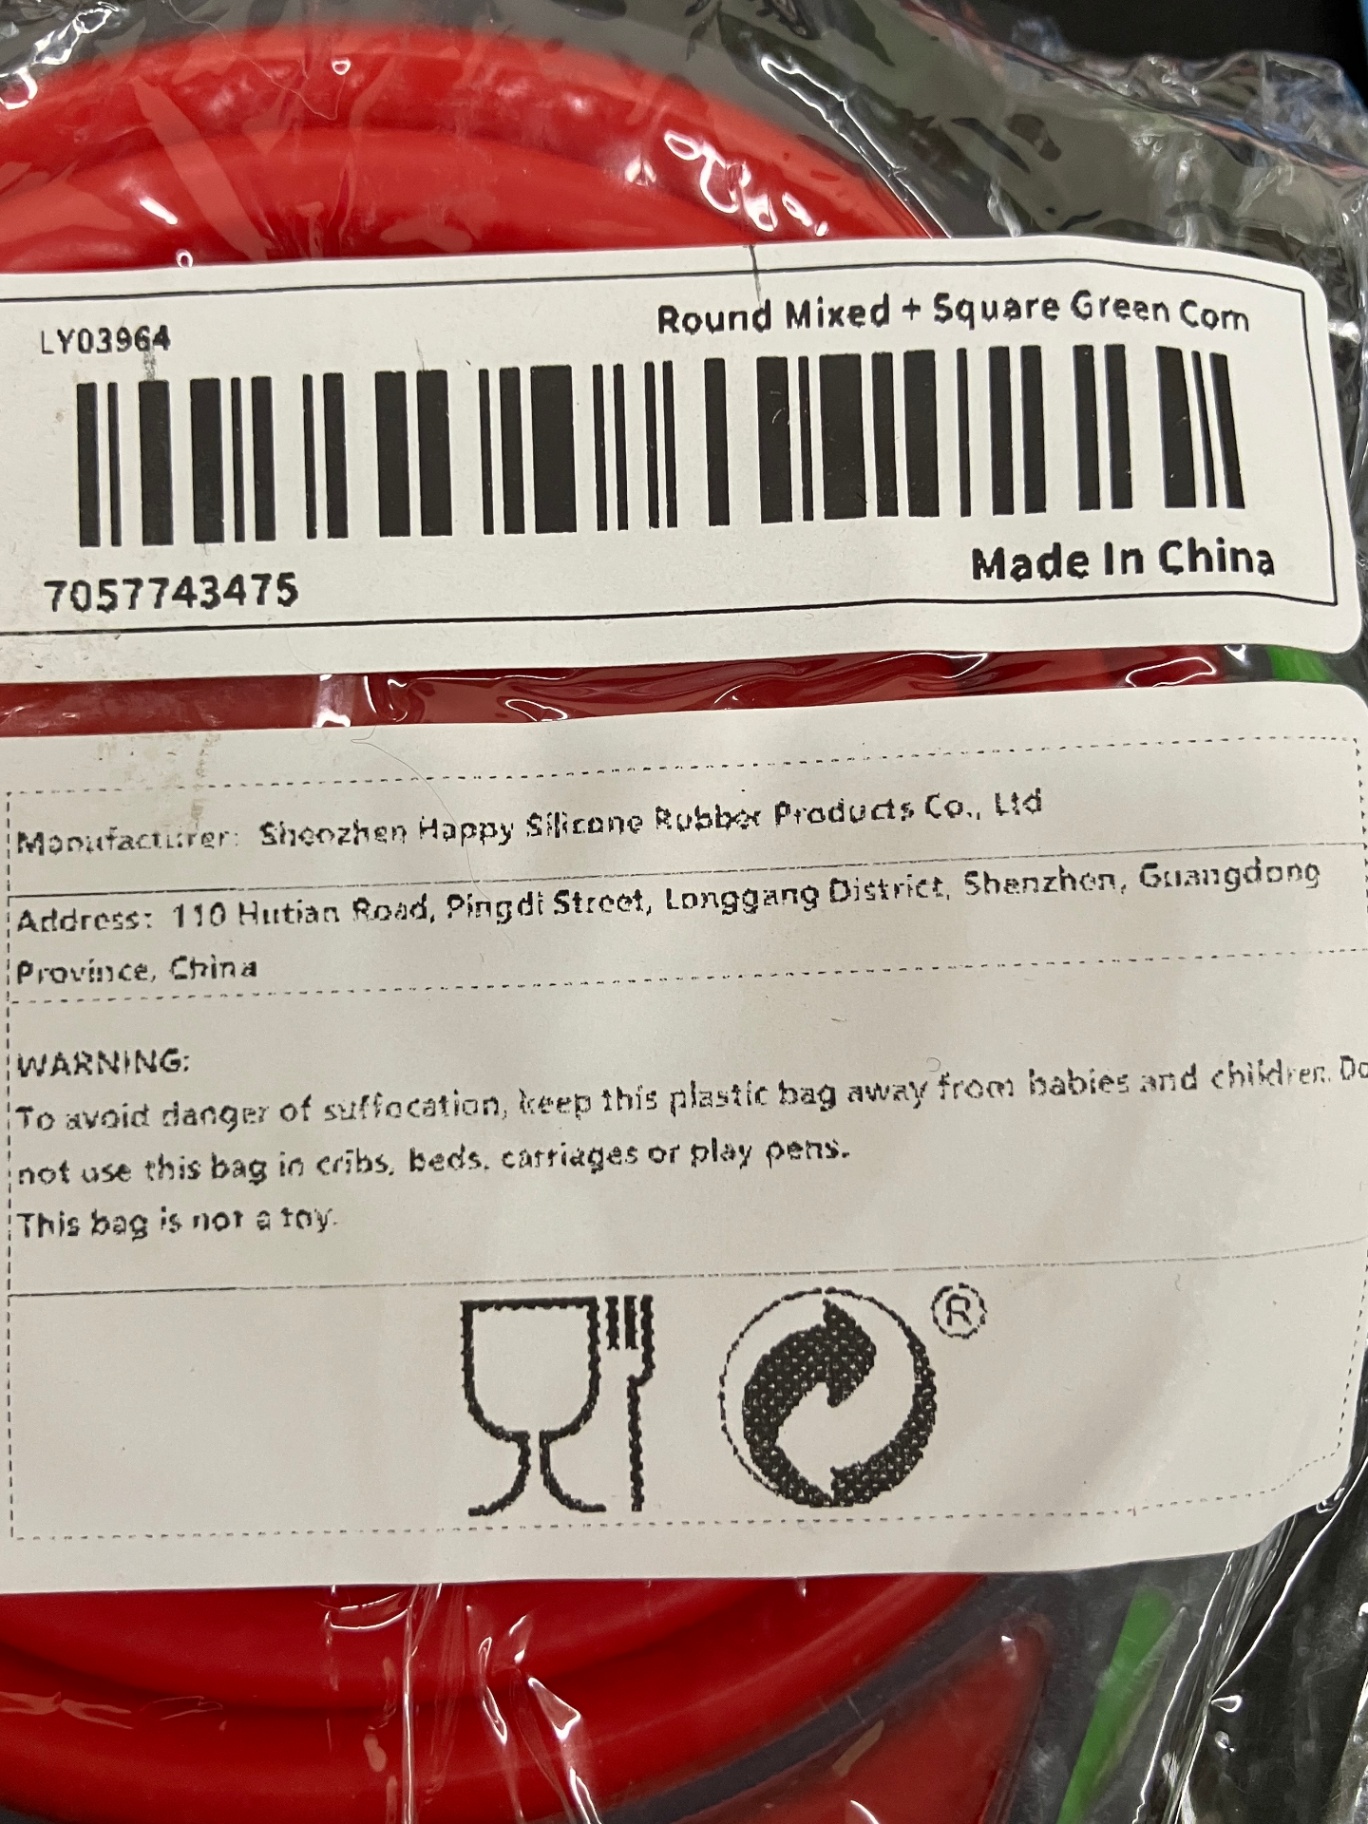 LY03964
Round Mixed + Square Green Corn
7057743475
Made In China
Manufacturer: Shenzhen Happy Silicone Rubber Products Co., Ltd
Address: 110 Hutian Road, Pingdi Street, Longgang District, Shenzhen, Guangdong
Province, China
WARNING:
To avoid danger of suffocation, keep this plastic bag away from babies and children. Do
not use this bag in cribs, beds, carriages or play pens.
This bag is not a toy.
®